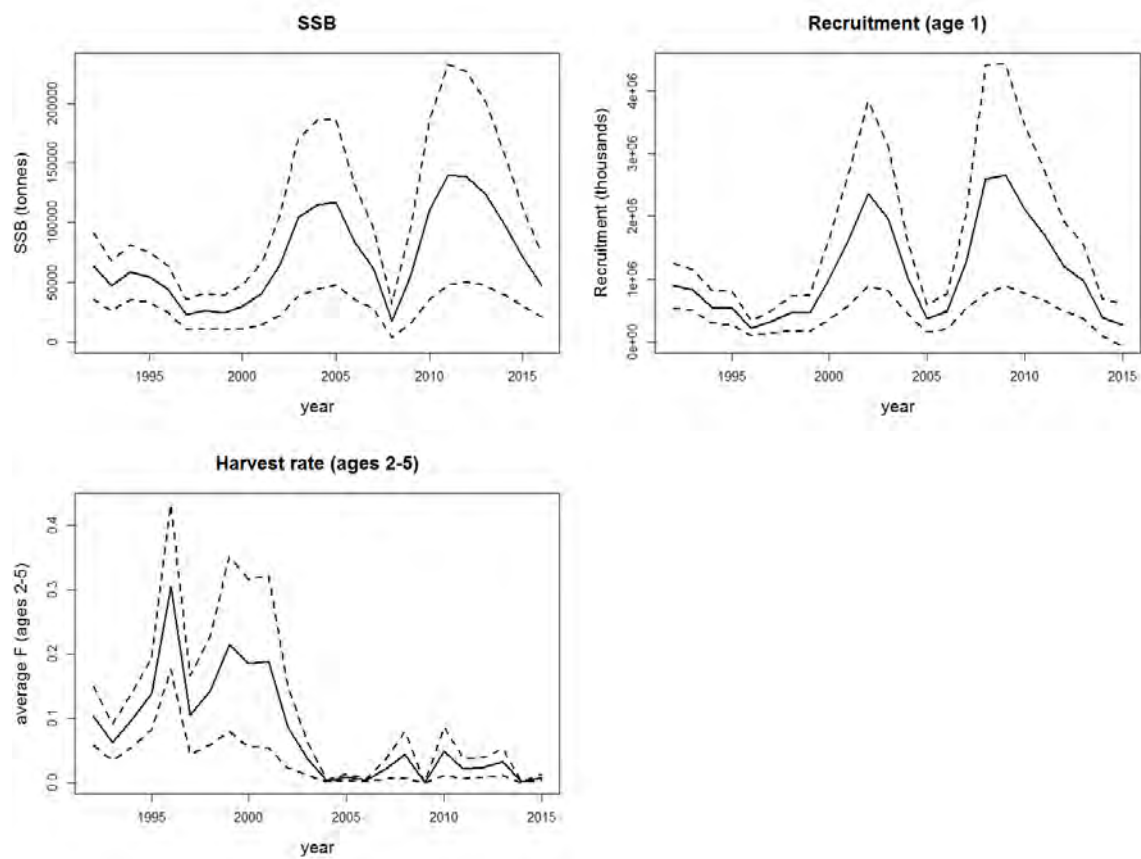 SSB
SSB (tonnes)
200000
150000
100000
50000
0
1995 2000 2005 2010 2015
year
Recruitment (age 1)
Recruitment (thousands)
4e+06
3e+06
2e+06
1e+06
0e+00
1995 2000 2005 2010 2015
year
Harvest rate (ages 2-5)
average F (ages 2-5)
0.4
0.3
0.2
0.1
0.0
1995 2000 2005 2010 2015
year